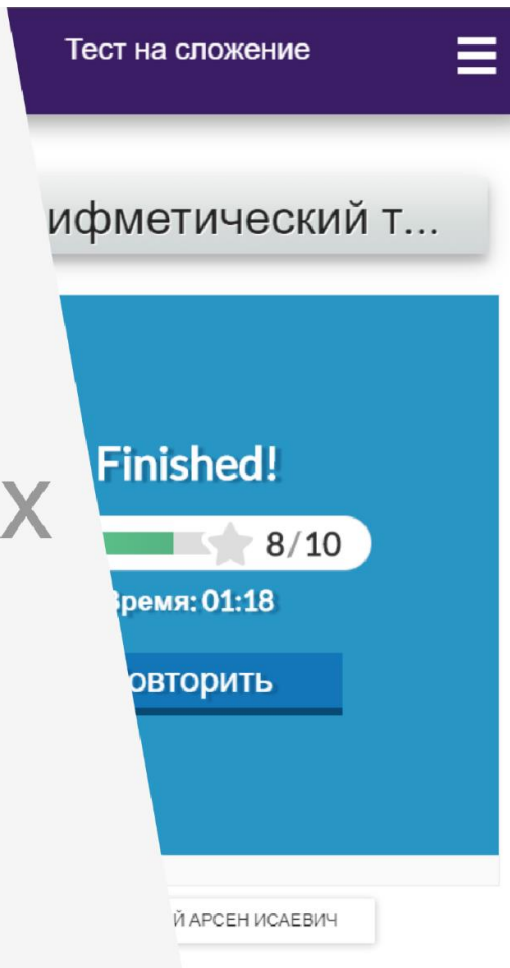 Тест на сложение
ифметический т...
X
Finished!
8/10
Время: 01:18
овторить
Й АРСЕН ИСАЕВИЧ